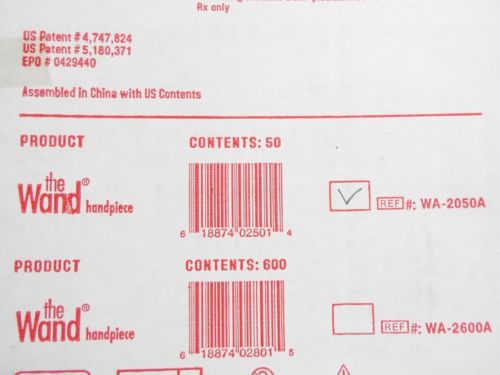 Rx only
US Patent # 4,747,824
US Patent # 5,180,371
EPO # 0429440
Assembled in China with US Contents
PRODUCT CONTENTS: 50
the Wand® handpiece
6 18874 02501 4
REF #: WA-2050A
PRODUCT CONTENTS: 600
the Wand® handpiece
6 18874 02801 5
REF #: WA-2600A